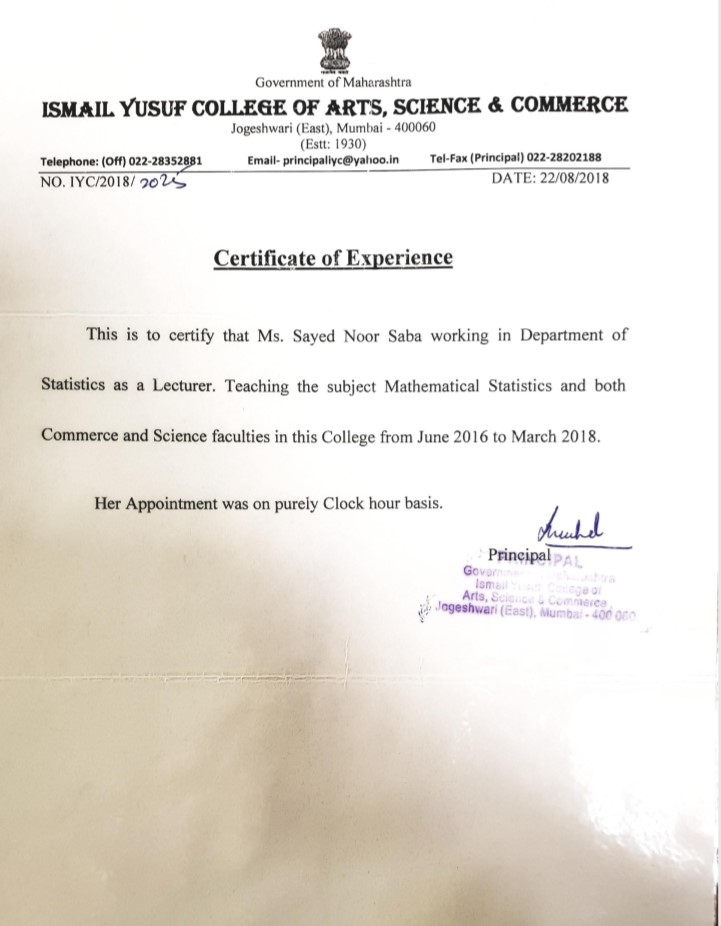 Government of Maharashtra
ISMAIL YUSUF COLLEGE OF ARTS, SCIENCE & COMMERCE
Jogeshwari (East), Mumbai - 400060
(Estt: 1930)
Telephone: (Off) 022-28352881 Email- principaliyc@yahoo.in Tel-Fax (Principal) 022-28202188
NO. IYC/2018/ 2025 DATE: 22/08/2018
Certificate of Experience
This is to certify that Ms. Sayed Noor Saba working in Department of
Statistics as a Lecturer. Teaching the subject Mathematical Statistics and both
Commerce and Science faculties in this College from June 2016 to March 2018.
Her Appointment was on purely Clock hour basis.
Principal
PRINCIPAL
Ismail College of
Arts, Science & Commerce,
Jogeshwari (East), Mumbai - 400 060